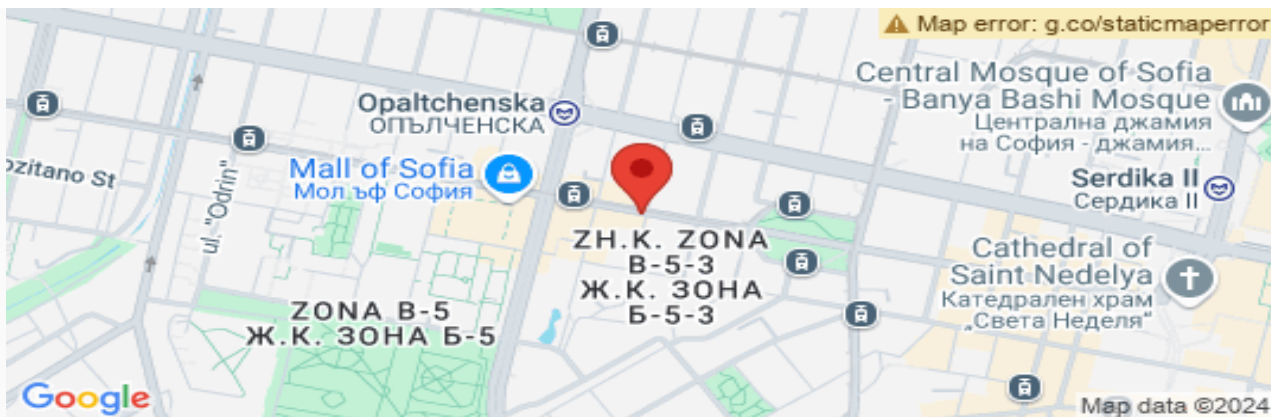 Map error: g.co/staticmaperror
Central Mosque of Sofia
- Banya Bashi Mosque
Централна джамия
на София - джамия...
Opaltchenska
ОПЪЛЧЕНСКА
Mall of Sofia
Мол ъф София
ozitano St
ul. "Odrin"
Serdika II
Сердика II
ZH.K. ZONA
B-5-3
Ж.К. ЗОНА
Б-5-3
Cathedral of
Saint Nedelya
Катедрален храм
„Света Неделя“
ZONA B-5
Ж.К. ЗОНА Б-5
Google
Map data ©2024